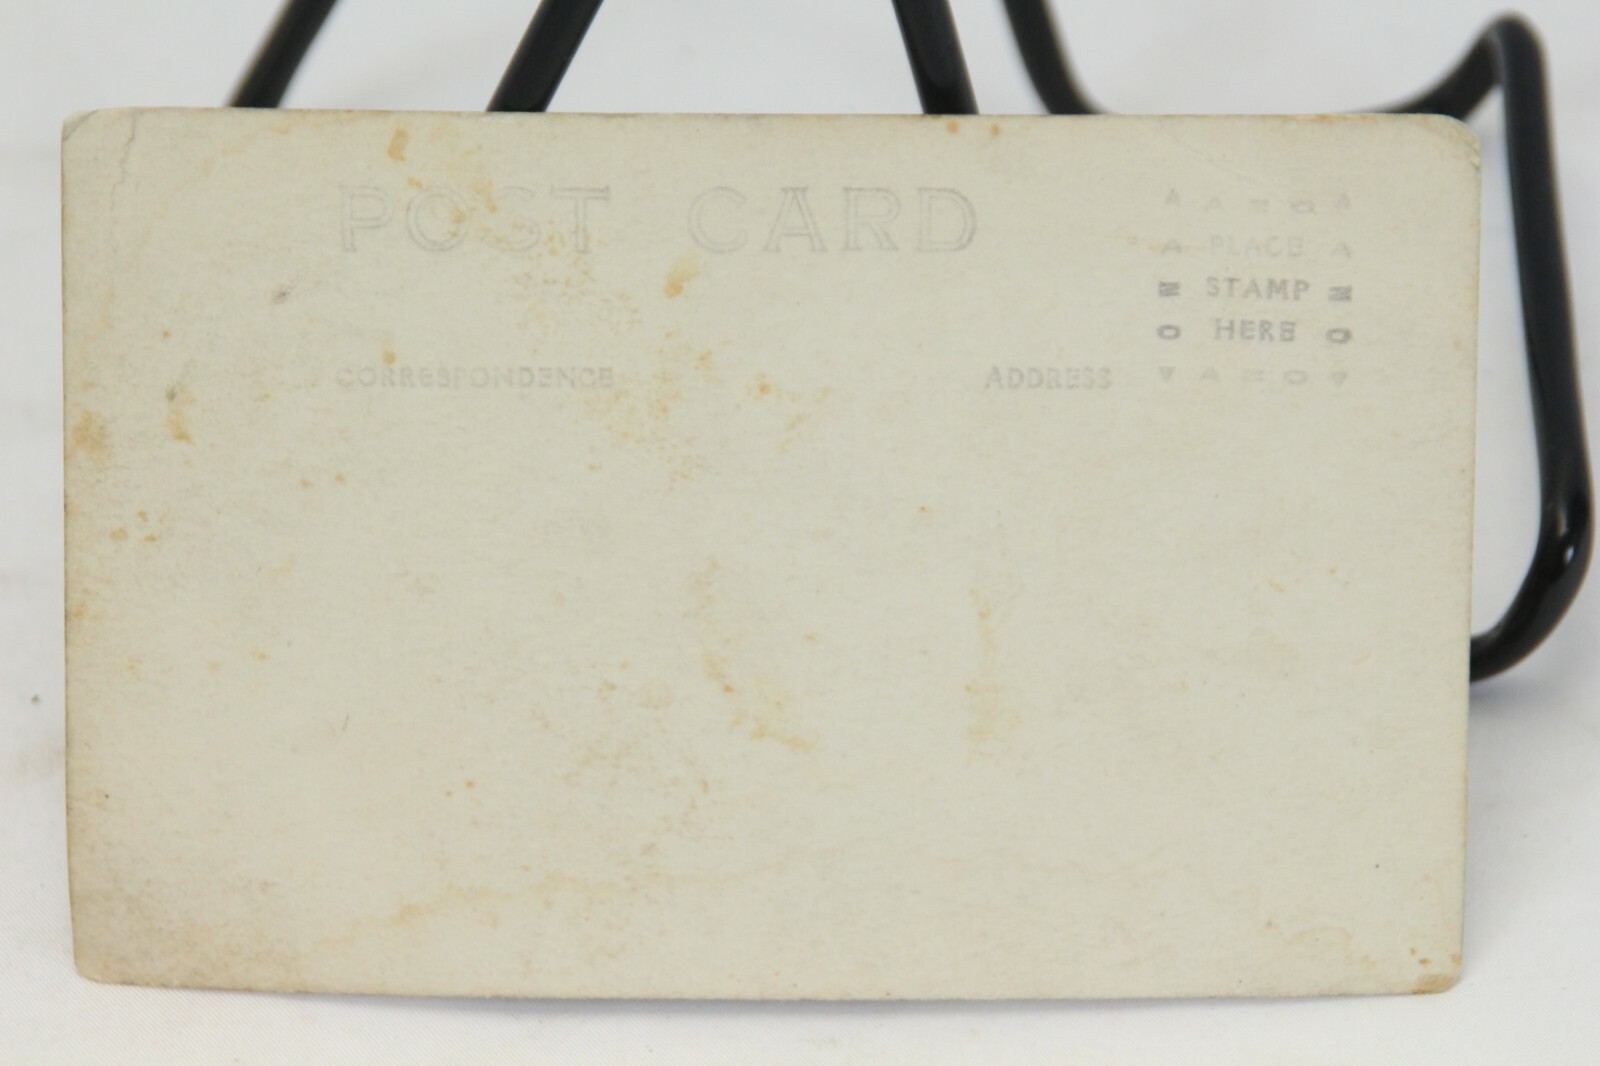 POST CARD
A A N O A
A PLACE A
N STAMP N
O HERE O
CORRESPONDENCE
ADDRESS
▼ A N O ▼